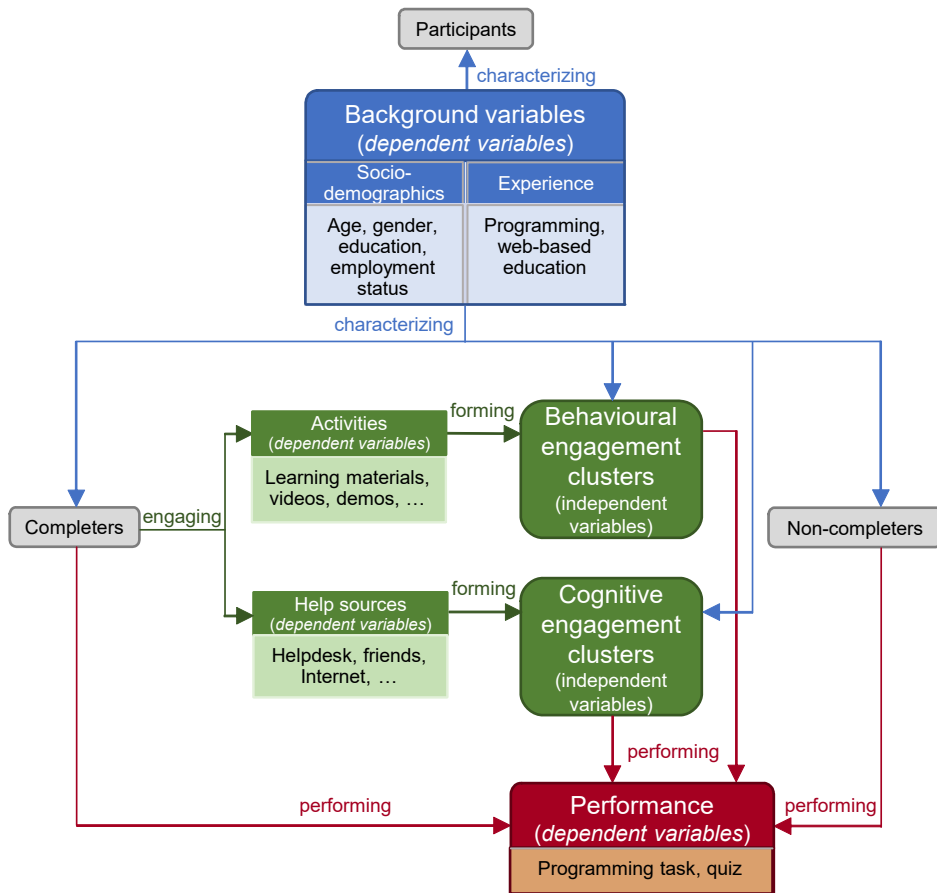 Participants
characterizing
Background variables
(dependent variables)
Socio-
demographics
Experience
Age, gender,
education,
employment
status
Programming,
web-based
education
characterizing
Activities
(dependent variables)
Learning materials,
videos, demos, …
forming
Behavioural
engagement
clusters
(independent
variables)
Completers
engaging
Non-completers
Help sources
(dependent variables)
Helpdesk, friends,
Internet, …
forming
Cognitive
engagement
clusters
(independent
variables)
performing
performing
Performance
(dependent variables)
performing
Programming task, quiz